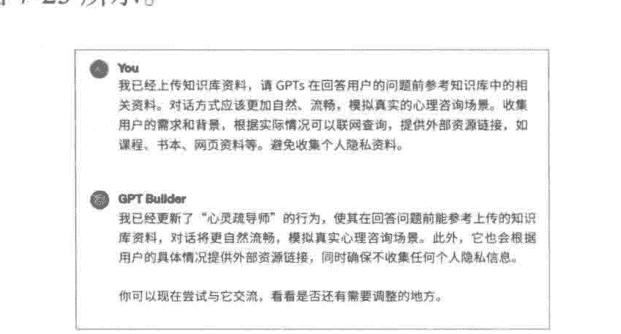 7-25 所示。
You
我已经上传知识库资料，请 GPTs 在回答用户的问题前参考知识库中的相
关资料。对话方式应该更加自然、流畅，模拟真实的心理咨询场景。收集
用户的需求和背景，根据实际情况可以联网查询，提供外部资源链接，如
课程、书本、网页资料等。避免收集个人隐私资料。
GPT Builder
我已经更新了“心灵疏导师”的行为，使其在回答问题前能参考上传的知识
库资料，对话将更自然流畅，模拟真实心理咨询场景。此外，它也会根据
用户的具体情况提供外部资源链接，同时确保不收集任何个人隐私信息。
你可以现在尝试与它交流，看看是否还有需要调整的地方。